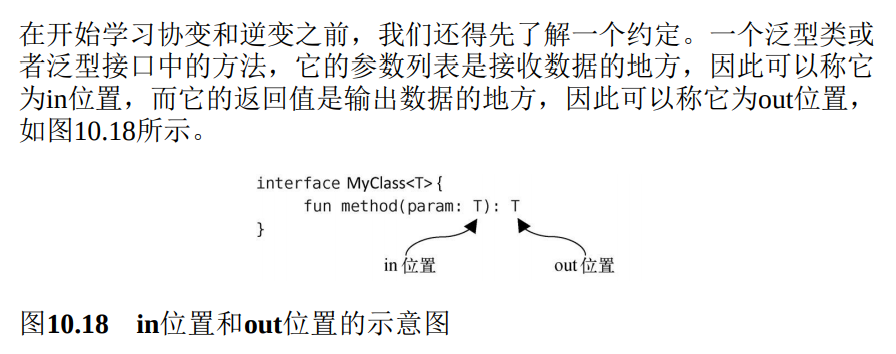 在开始学习协变和逆变之前，我们还得先了解一个约定。一个泛型类或
者泛型接口中的方法，它的参数列表是接收数据的地方，因此可以称它
为in位置，而它的返回值是输出数据的地方，因此可以称它为out位置，
如图10.18所示。
interface MyClass<T>{
fun method(param: T): T
}
in 位置 out 位置
图10.18 in位置和out位置的示意图